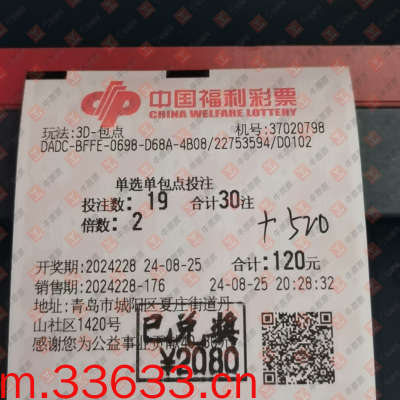 中国福利彩票
CHINA WELFARE LOTTERY
玩法:3D-包点 机号:37020798
DADC-BFFE-0698-D68A-4B08/22753594/D0102
单选单包点投注
投注数: 19 合计30注
倍数: 2
+520
开奖期:2024228 24-08-25 合计:120元
销售期:2024228-176 24-08-25 20:28:32
地址:青岛市城阳区夏庄街道丹
山社区1420号
感谢您为公益事业贡献
已兑奖
¥2080
m.33633.cn